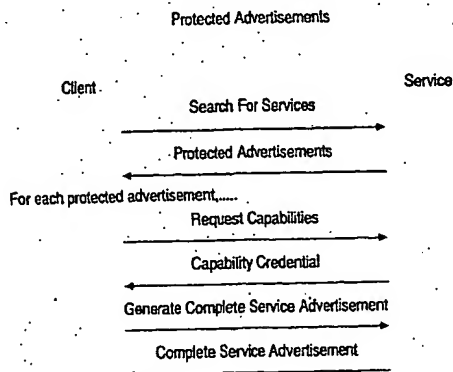 Protected Advertisements
Client
Service
Search For Services
Protected Advertisements
For each protected advertisement,.....
Request Capabilities
Capability Credential
Generate Complete Service Advertisement
Complete Service Advertisement